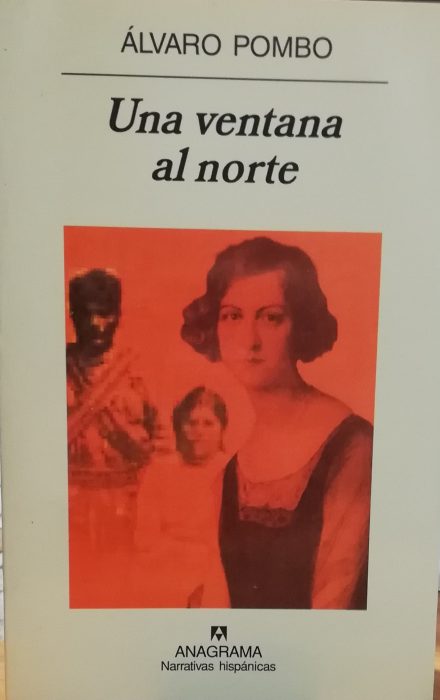 ÁLVARO POMBO
Una ventana
al norte
ANAGRAMA
Narrativas hispánicas